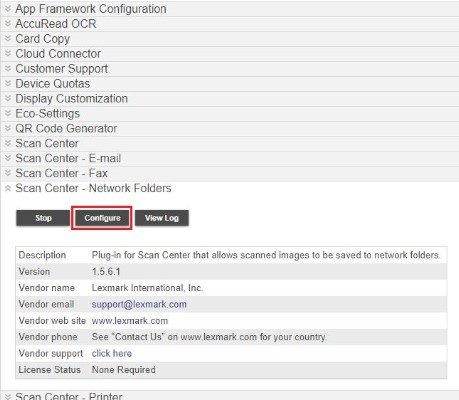 App Framework Configuration
AccuRead OCR
Card Copy
Cloud Connector
Customer Support
Device Quotas
Display Customization
Eco-Settings
QR Code Generator
Scan Center
Scan Center - E-mail
Scan Center - Fax
Scan Center - Network Folders
Stop Configure View Log
Description Plug-in for Scan Center that allows scanned images to be saved to network folders.
Version 1.5.6.1
Vendor name Lexmark International, Inc.
Vendor email support@lexmark.com
Vendor web site www.lexmark.com
Vendor phone See "Contact Us" on www.lexmark.com for your country.
Vendor support click here
License Status None Required
Scan Center - Printer